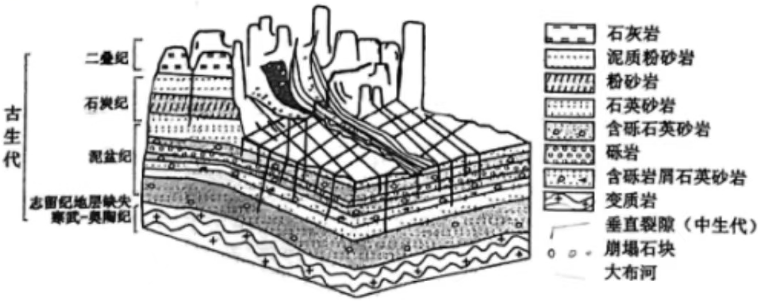 古生代
二叠纪
石炭纪
泥盆纪
志留纪地层缺失
寒武-奥陶纪
石灰岩
泥质粉砂岩
粉砂岩
石英砂岩
含砾石英砂岩
砾岩
含砾岩屑石英砂岩
变质岩
垂直裂隙（中生代）
崩塌石块
大布河